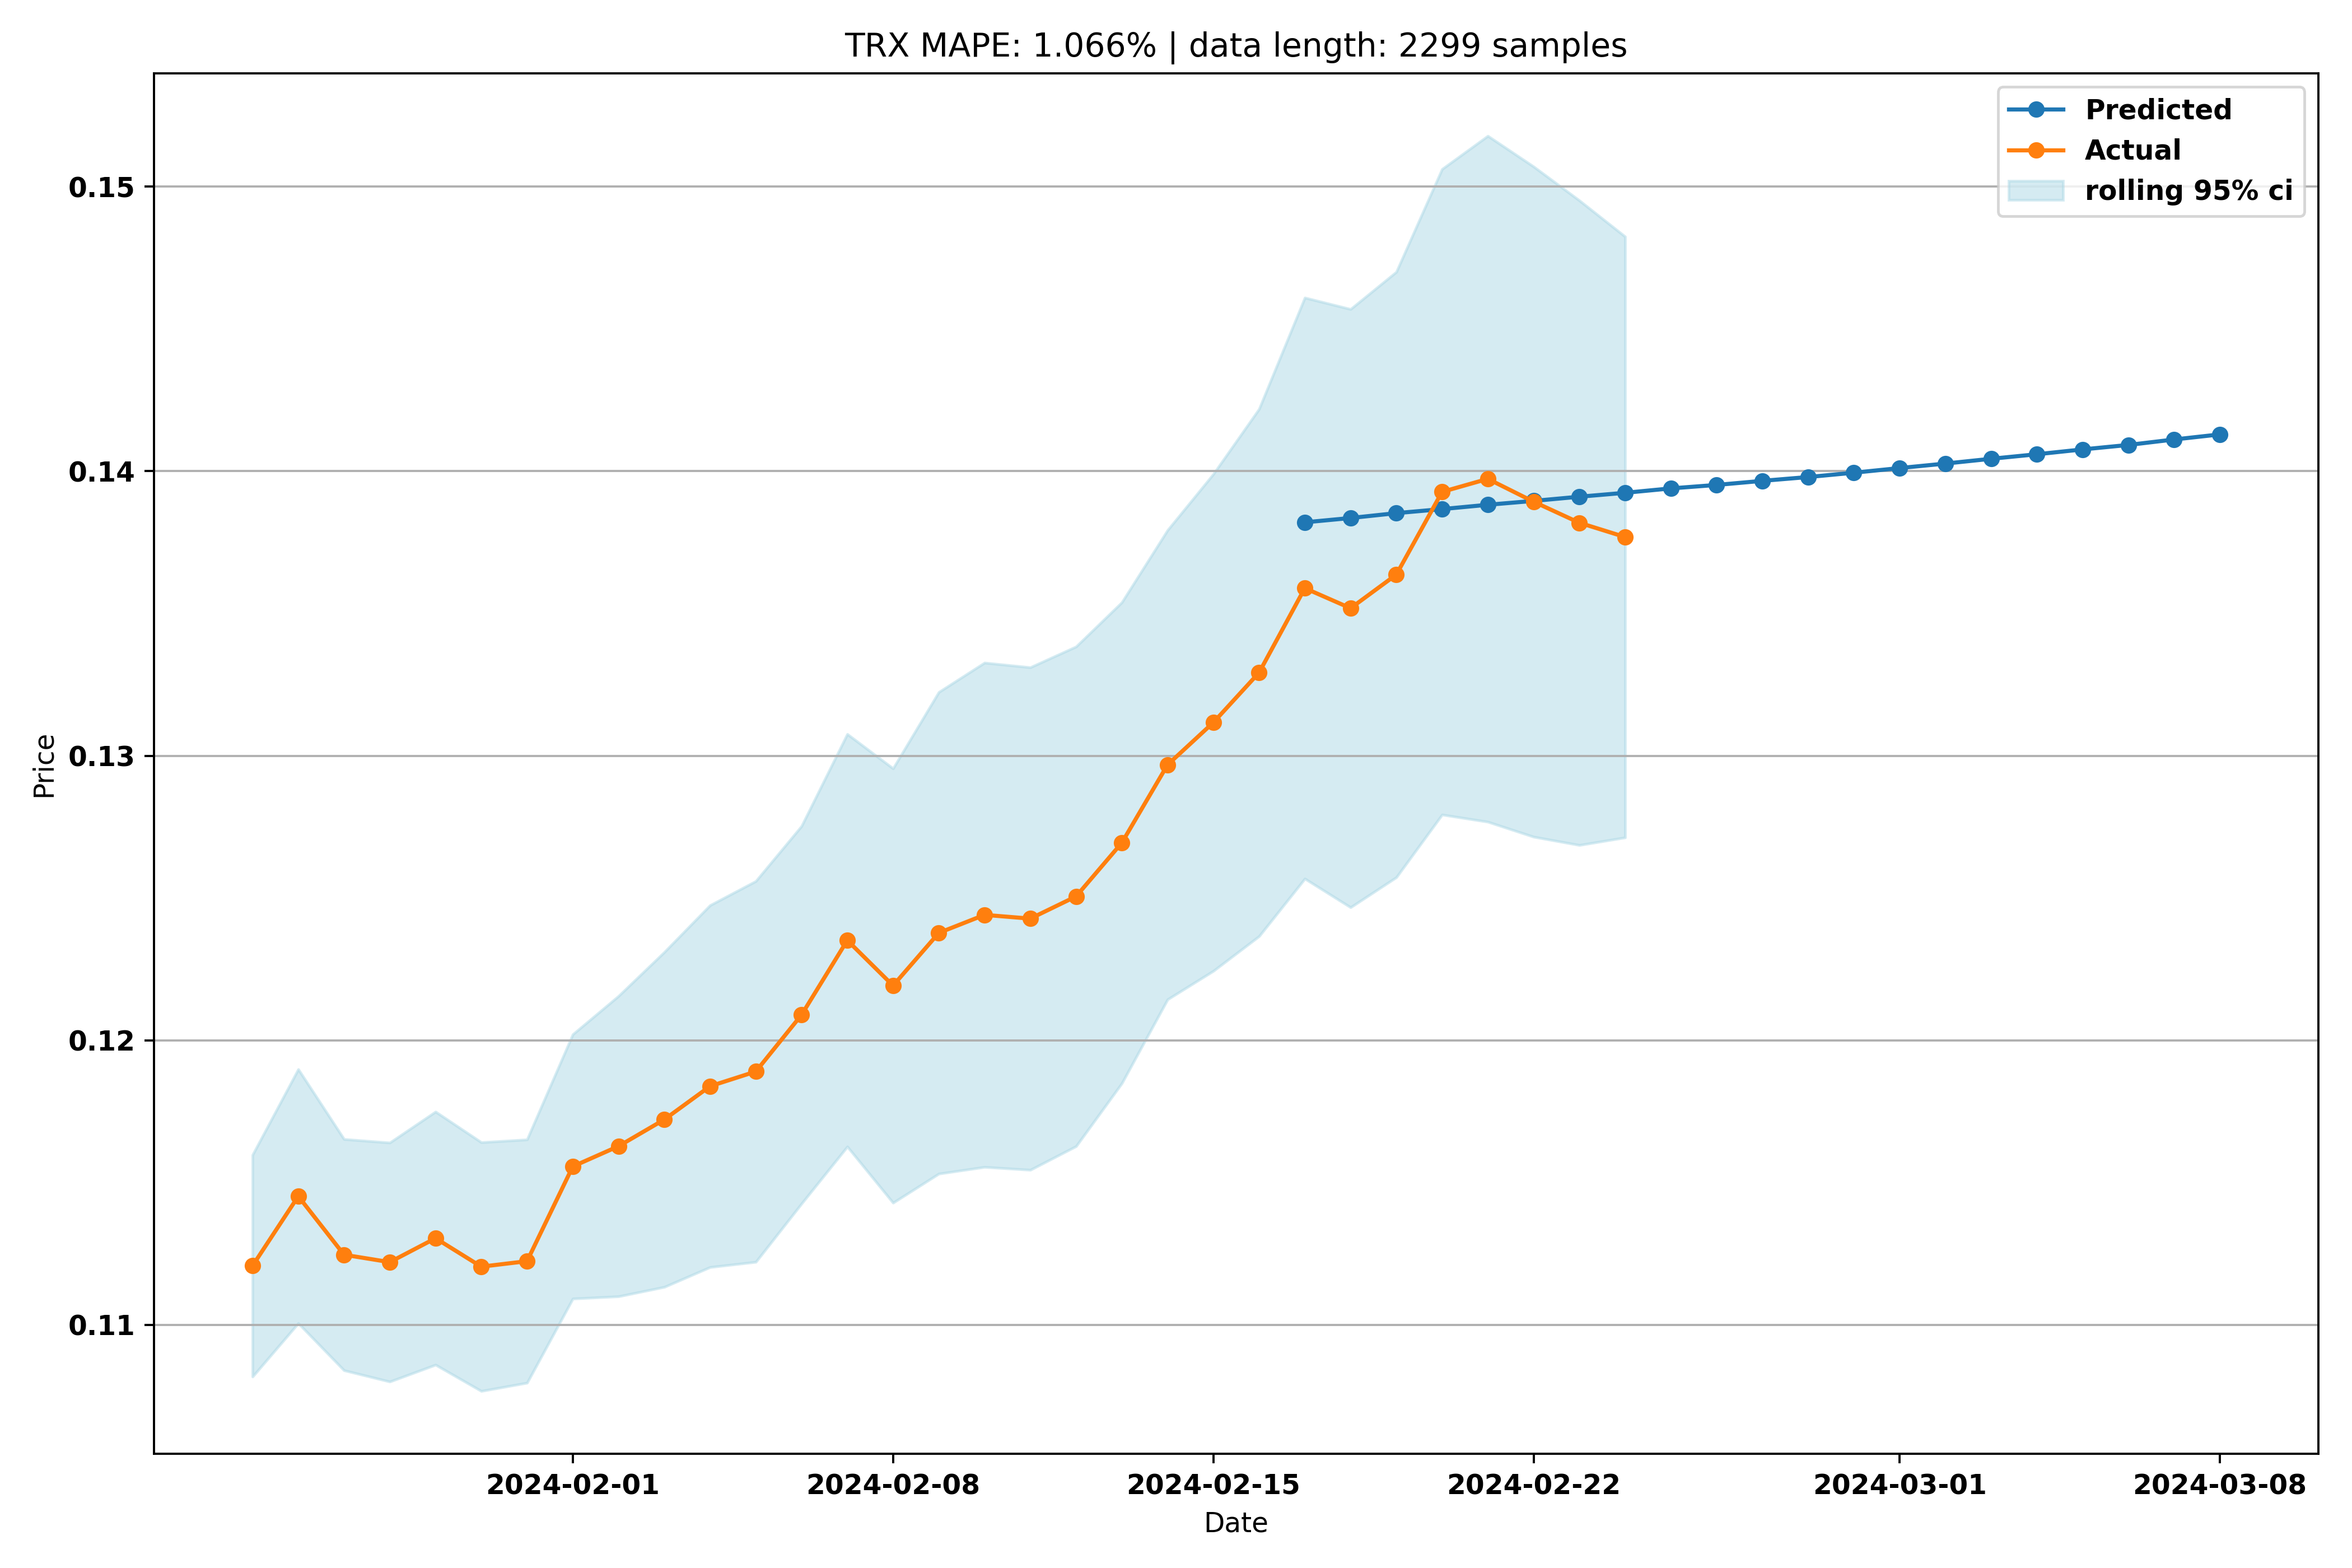 TRX MAPE: 1.066% | data length: 2299 samples
Predicted
Actual
rolling 95% ci
0.15
0.14
0.13
0.12
0.11
Price
2024-02-01
2024-02-08
2024-02-15
2024-02-22
2024-03-01
2024-03-08
Date